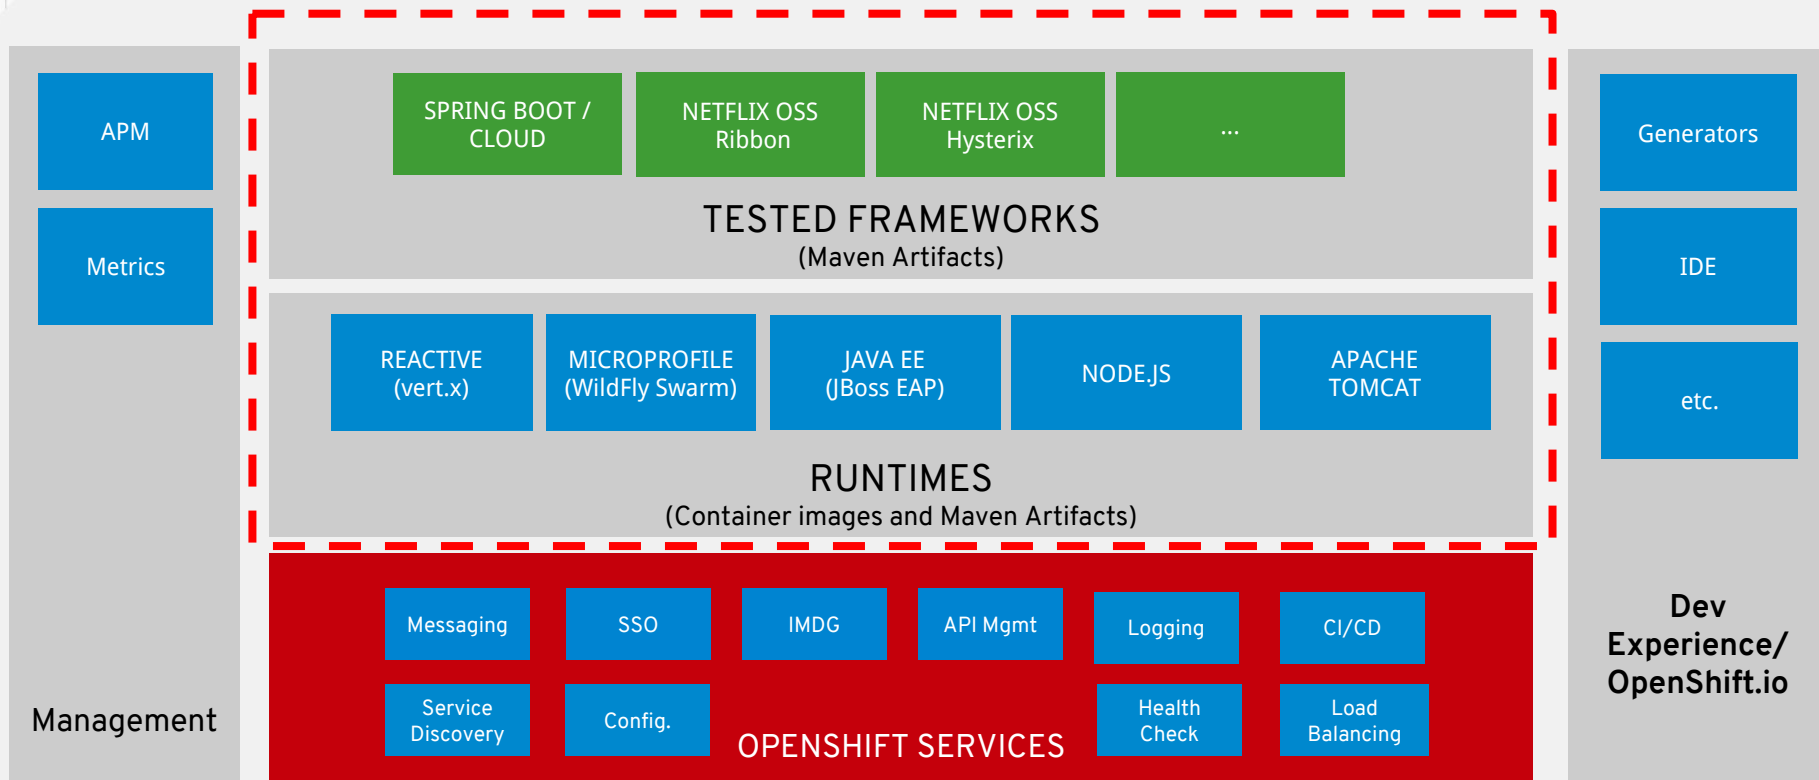 APM
Metrics
Management
SPRING BOOT /
CLOUD
NETFLIX OSS
Ribbon
NETFLIX OSS
Hysterix
...
TESTED FRAMEWORKS
(Maven Artifacts)
REACTIVE
(vert.x)
MICROPROFILE
(WildFly Swarm)
JAVA EE
(JBoss EAP)
NODE.JS
APACHE
TOMCAT
RUNTIMES
(Container images and Maven Artifacts)
Messaging
SSO
IMDG
API Mgmt
Logging
CI/CD
Service
Discovery
Config.
OPENSHIFT SERVICES
Health
Check
Load
Balancing
Generators
IDE
etc.
Dev
Experience/
OpenShift.io